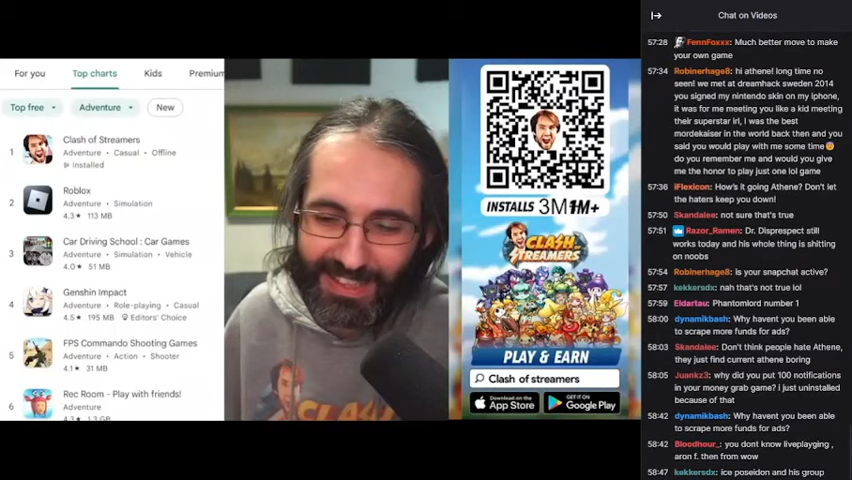 For you
Top charts
Kids
Premium
Top free
Adventure
New
1
Clash of Streamers
Adventure • Casual • Offline
Installed
2
Roblox
Adventure • Simulation
4.3★ 113 MB
3
Car Driving School : Car Games
Adventure • Simulation • Vehicle
4.0★ 51 MB
4
Genshin Impact
Adventure • Role-playing • Casual
4.5★ 195 MB Editors' Choice
5
FPS Commando Shooting Games
Adventure • Action • Shooter
4.1★ 31 MB
6
Rec Room - Play with friends!
Adventure
4.3★ 1.3 GB
CLASH
INSTALLS 3M
CLASH
OF
STREAMERS
PLAY & EARN
Clash of streamers
Download on the
App Store
GET IT ON
Google Play
Chat on Videos
57:28 FennFoxxx: Much better move to make
your own game
57:34 Robinerhage8: hi athene! long time no
seen! we met at dreamhack sweden 2014
you signed my nintendo skin on my iphone,
it was for me meeting you like a kid meeting
their superstar irl, I was the best
mordekaiser in the world back then and you
said you would play with me some time😨
do you remember me and would you give
me the honor to play just one lol game
57:36 iFlexicon: How's it going Athene? Don't let
the haters keep you down!
57:50 Skandalee: not sure that's true
57:51 Razor_Ramen: Dr. Disprespect still
works today and his whole thing is shitting
on noobs
57:54 Robinerhage8: is your snapchat active?
57:57 kekkersdx: nah that's not true lol
57:59 Eldartau: Phantomlord number 1
58:00 dynamikbash: Why havent you been able
to scrape more funds for ads?
58:03 Skandalee: Don't think people hate Athene,
they just find current athene boring
58:05 Juankz3: why did you put 100 notifications
in your money grab game? i just uninstalled
because of that
58:42 dynamikbash: Why havent you been able
to scrape more funds for ads?
58:42 Bloodhour_: you dont know liveplayging ,
aron f. then from wow
58:47 kekkersdx: ice poseidon and his group